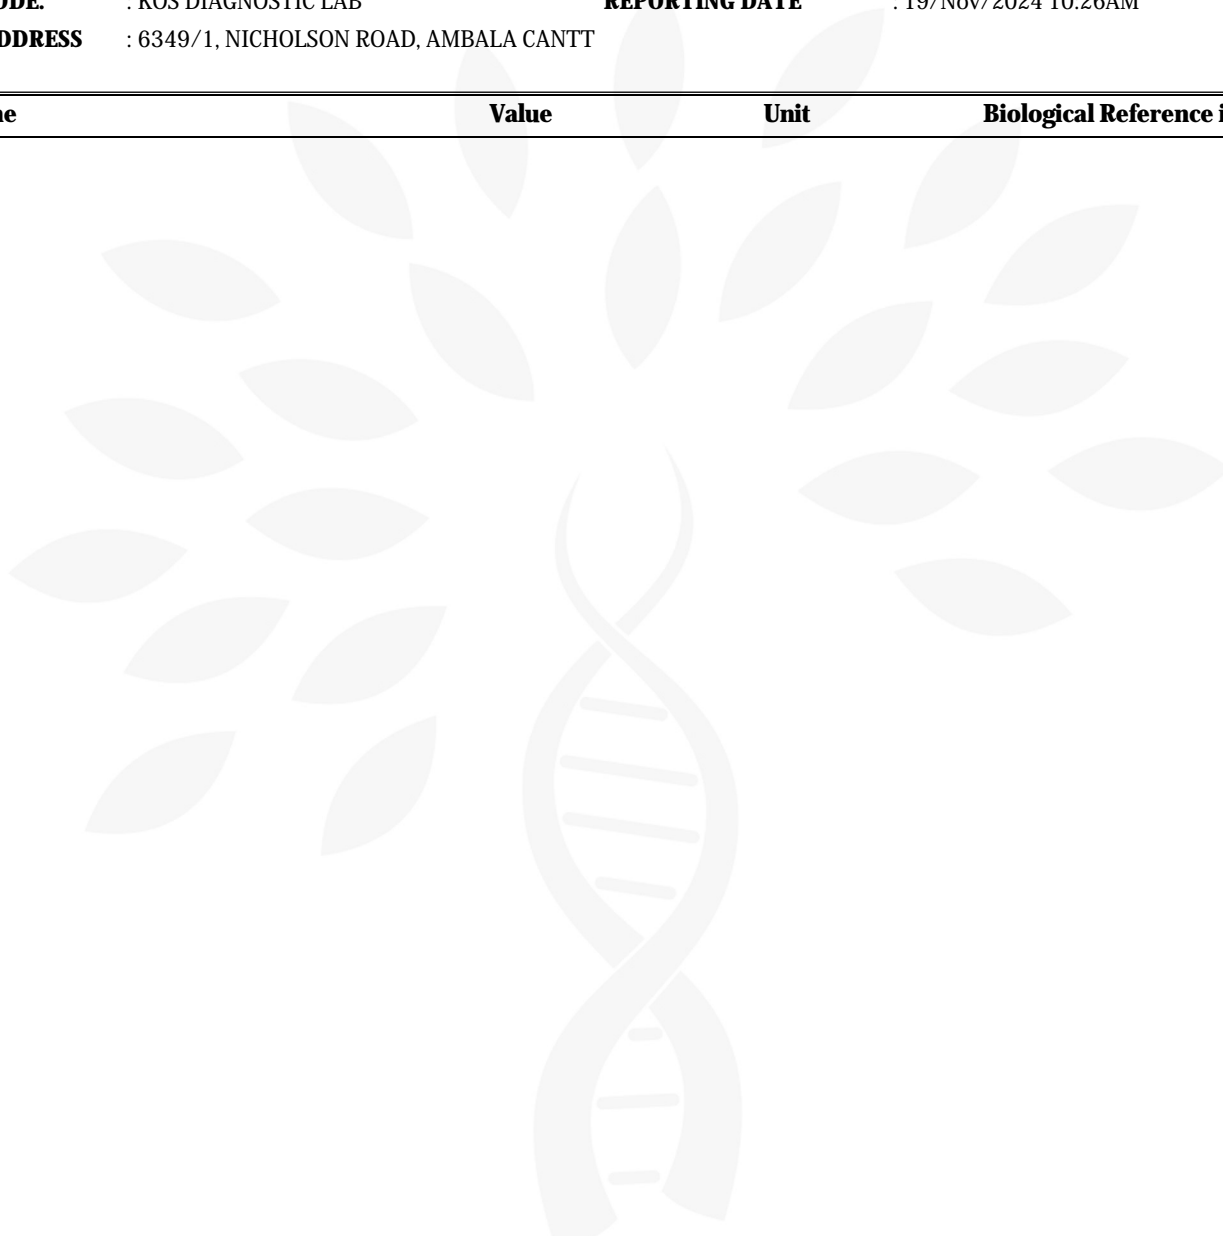 ODE. : KOS DIAGNOSTIC LAB REPORTING DATE : 19/Nov/2024 10:26AM
DDRESS : 6349/1, NICHOLSON ROAD, AMBALA CANTT
ne Value Unit Biological Reference i